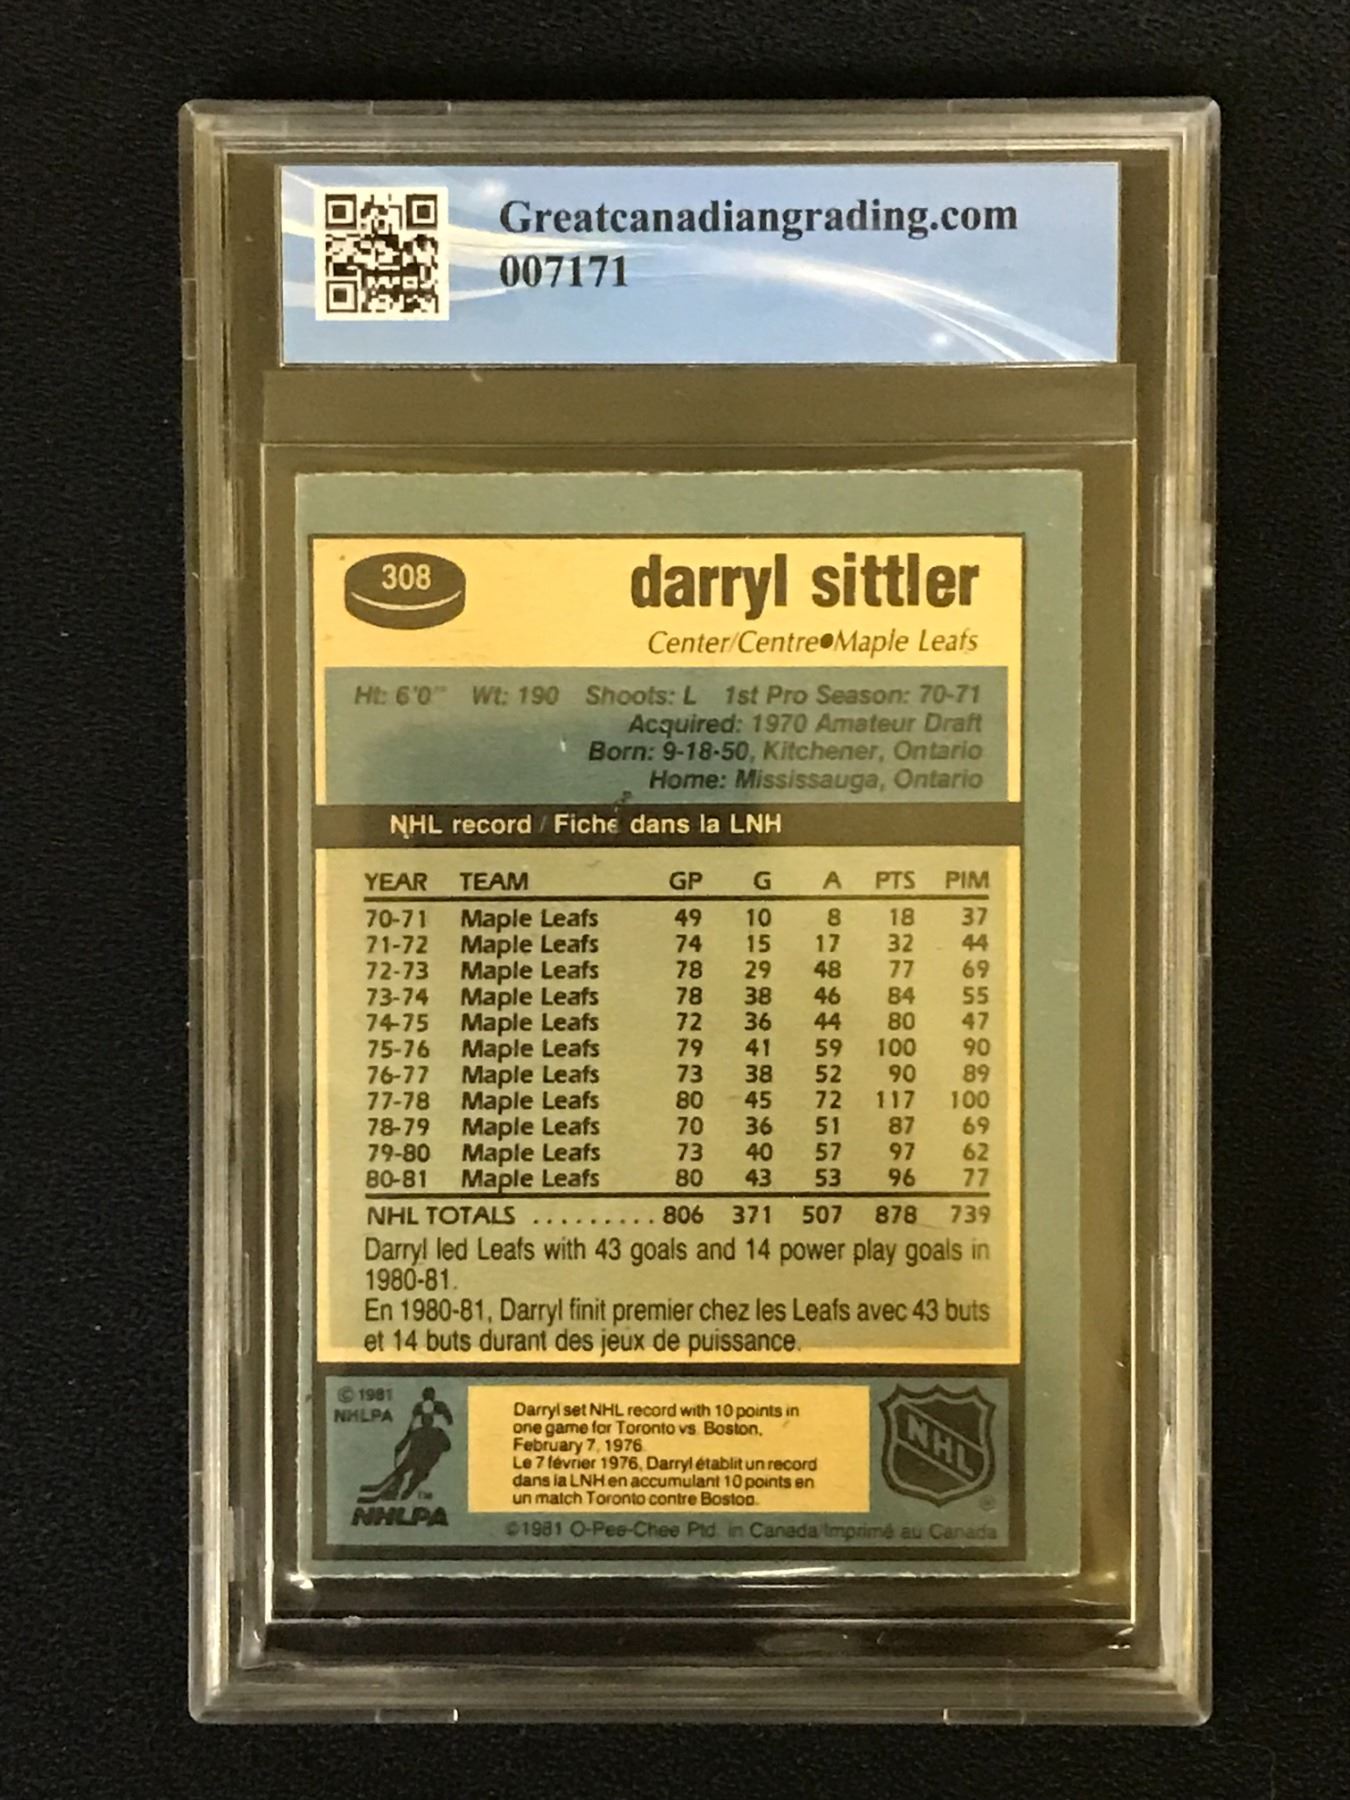 Greatcanadiangrading.com
007171
308
darryl sittler
Center/Centre●Maple Leafs
Ht: 6'0" Wt: 190 Shoots: L 1st Pro Season: 70-71
Acquired: 1970 Amateur Draft
Born: 9-18-50, Kitchener, Ontario
Home: Mississauga, Ontario
NHL record / Fiche dans la LNH
YEAR TEAM GP G A PTS PIM
70-71 Maple Leafs 49 10 8 18 37
71-72 Maple Leafs 74 15 17 32 44
72-73 Maple Leafs 78 29 48 77 69
73-74 Maple Leafs 78 38 46 84 55
74-75 Maple Leafs 72 36 44 80 47
75-76 Maple Leafs 79 41 59 100 90
76-77 Maple Leafs 73 38 52 90 89
77-78 Maple Leafs 80 45 72 117 100
78-79 Maple Leafs 70 36 51 87 69
79-80 Maple Leafs 73 40 57 97 62
80-81 Maple Leafs 80 43 53 96 77
NHL TOTALS ......... 806 371 507 878 739
Darryl led Leafs with 43 goals and 14 power play goals in
1980-81.
En 1980-81, Darryl finit premier chez les Leafs avec 43 buts
et 14 buts durant des jeux de puissance.
© 1981
NHLPA
TM
NHLPA
Darryl set NHL record with 10 points in
one game for Toronto vs. Boston,
February 7, 1976.
Le 7 février 1976, Darryl établit un record
dans la LNH en accumulant 10 points en
un match Toronto contre Boston.
NHL
®
©1981 O-Pee-Chee Ptd. in Canada/Imprimé au Canada